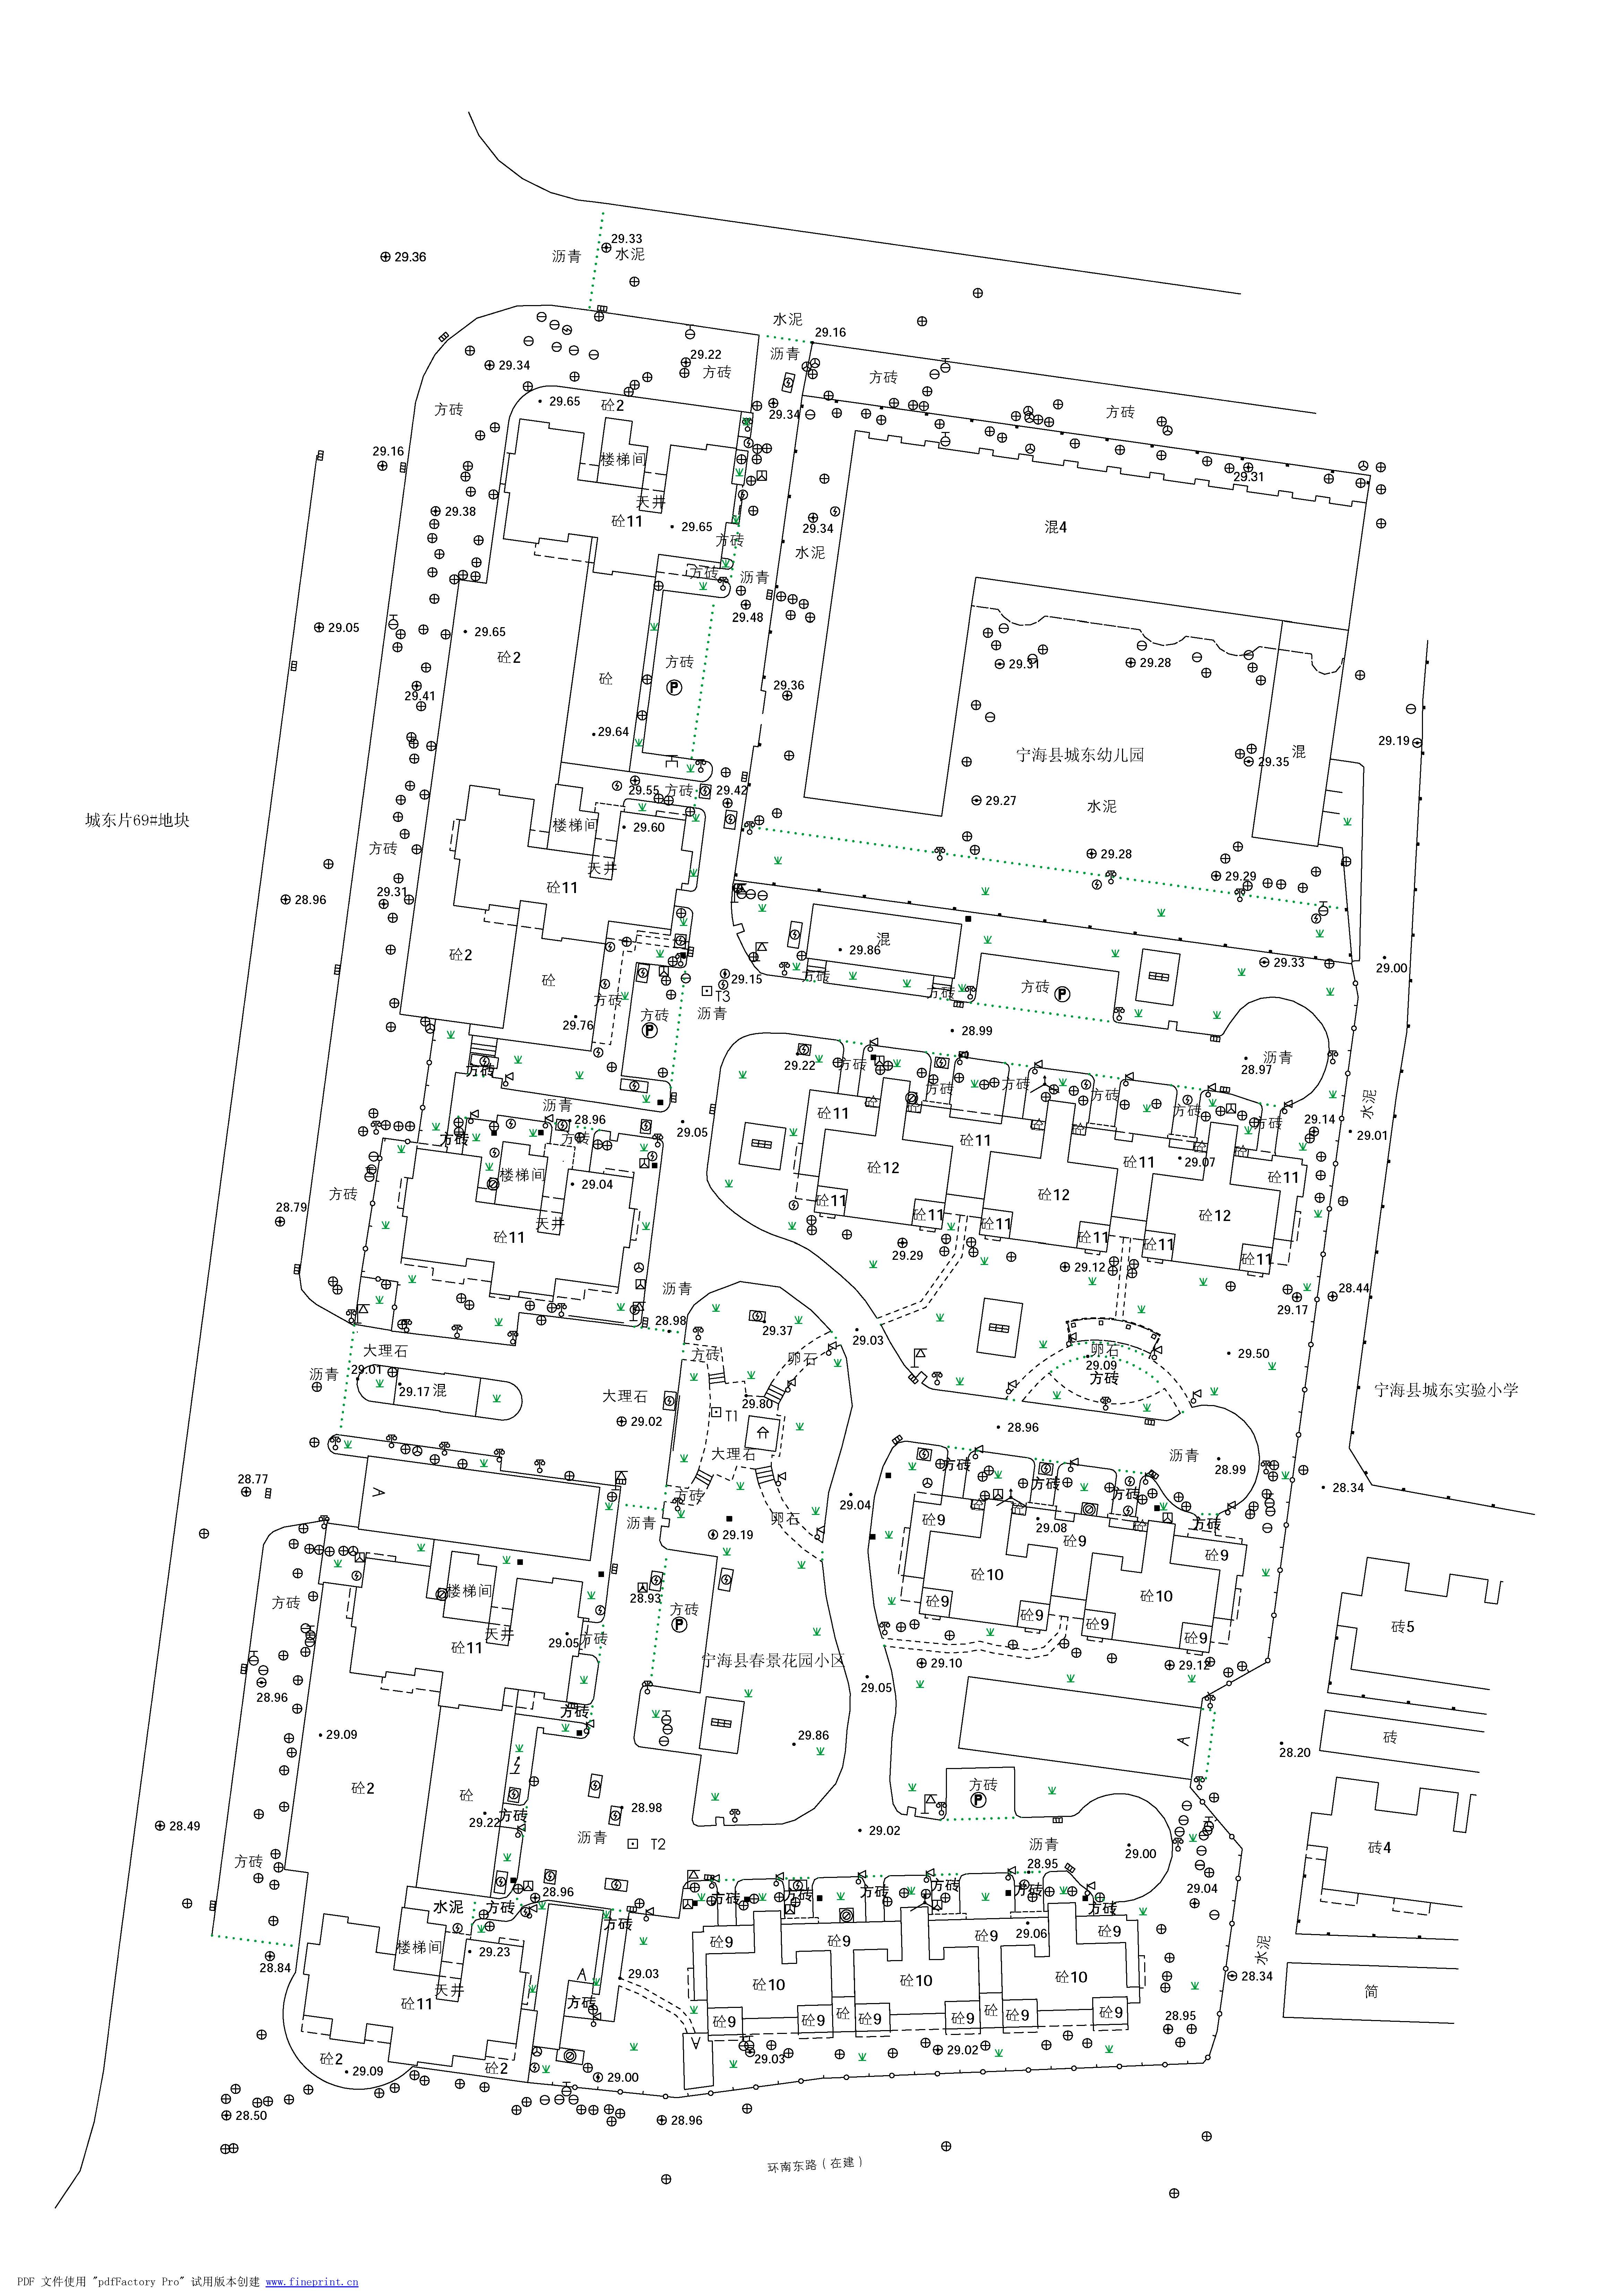 29.33
29.36
沥青
水泥
水泥
29.16
沥青
29.22
29.34
方砖
方砖
29.65
砼2
方砖
29.34
方砖
29.16
楼梯间
29.31
天井
29.38
砼11
29.65
29.34
混4
方砖
水泥
方砖
沥青
29.48
29.05
29.65
砼2
方砖
29.31
29.28
砼
P
29.36
29.41
29.64
29.19
宁海县城东幼儿园
混
29.35
29.55
方砖
29.42
29.27
水泥
城东片69#地块
楼梯间
29.60
方砖
29.28
天井
29.29
砼11
29.31
28.96
混
29.86
砼2
29.33
29.00
砼
29.15
方砖
方砖
方砖
P
方砖
T3
方砖
沥青
29.76
P
28.99
29.22
方砖
沥青
28.97
方砖
方砖
方砖
方砖
方砖
水泥
沥青
28.96
29.05
砼11
砼
砼
方砖
29.14
29.01
方砖
方砖
砼11
砼
砼
砼
砼
楼梯间
29.04
砼12
砼11
29.07
砼11
方砖
砼12
砼12
28.79
天井
砼11
砼11
砼11
砼11
砼11
砼11
砼11
29.29
29.12
沥青
28.44
29.17
28.98
29.37
29.03
大理石
方砖
卵石
卵石
29.50
29.01
29.09
沥青
方砖
29.17
混
大理石
29.80
宁海县城东实验小学
29.02
T1
28.96
大理石
方砖
沥青
28.99
28.77
方砖
方砖
28.34
A
29.04
沥青
卵石
砼
砼
砼
方砖
29.19
砼9
29.08
砼9
砼9
楼梯间
28.93
砼10
砼10
方砖
方砖
砼9
砼9
砼9
砼9
天井
P
砖5
砼11
29.05
方砖
宁海县春景花园小区
29.10
29.12
28.96
29.05
方砖
29.09
29.86
A
28.20
砖
砼2
砼
方砖
P
28.98
29.22
方砖
28.49
沥青
T2
29.02
沥青
29.00
砖4
方砖
28.95
28.96
29.04
水泥
方砖
方砖
方砖
方砖
方砖
方砖
方砖
方砖
楼梯间
29.23
砼9
砼9
砼9
29.06
砼9
水泥
28.84
A
29.03
砼10
砼10
砼10
28.34
天井
简
砼11
方砖
砼9
砼9
砼
砼9
砼9
砼
砼9
砼9
28.95
A
29.03
29.02
砼2
29.09
砼2
29.00
28.50
28.96
环南东路（在建）
PDF 文件使用 "pdfFactory Pro" 试用版本创建 www.fineprint.cn